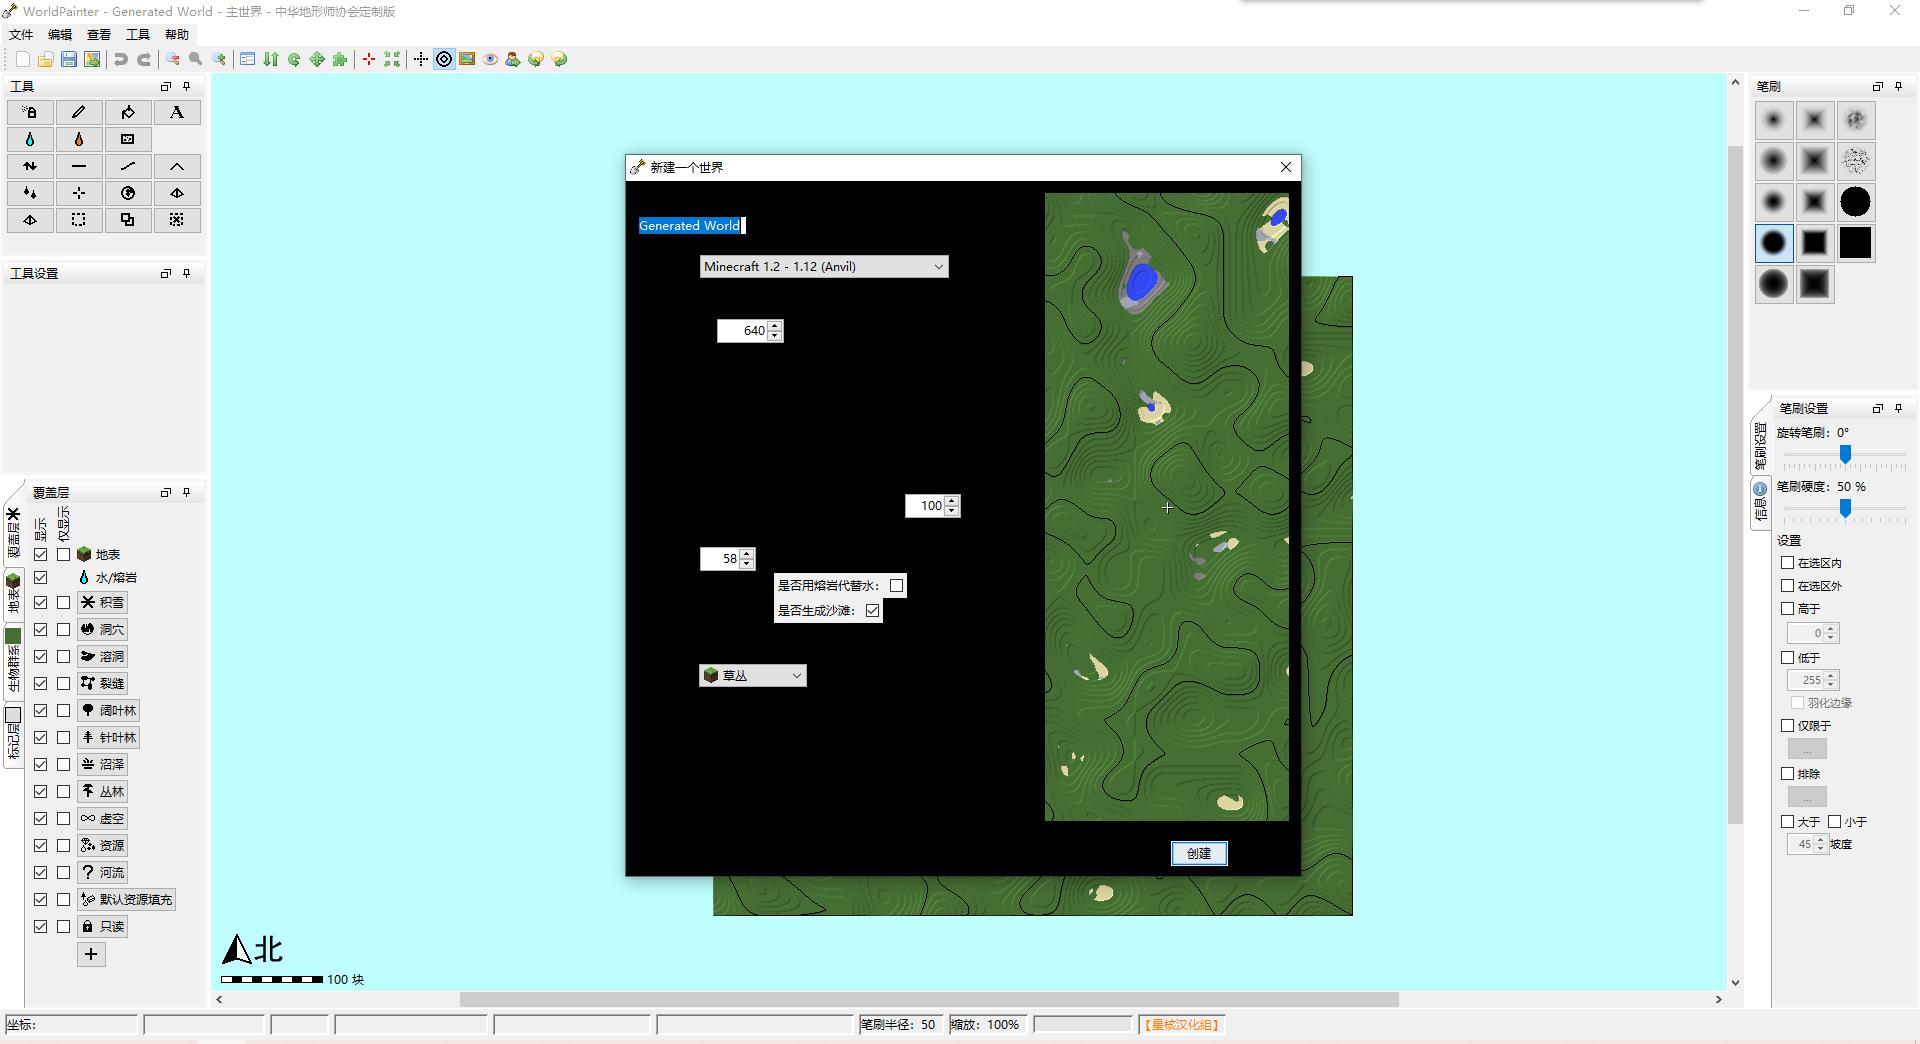 WorldPainter - Generated World - 主世界 - 中华地形师协会定制版
文件 编辑 查看 工具 帮助
工具
A
工具设置
覆盖层
显示
仅显示
覆盖层
地表
生物群系
标记层
地表
水/熔岩
积雪
洞穴
溶洞
裂缝
阔叶林
针叶林
沼泽
丛林
虚空
资源
河流
默认资源填充
只读
新建一个世界
Generated World
Minecraft 1.2 - 1.12 (Anvil)
640
100
58
是否用熔岩代替水:
是否生成沙滩:
草丛
创建
北
100 块
笔刷
笔刷设置
信息
笔刷设置
旋转笔刷: 0°
笔刷硬度: 50 %
设置
在选区内
在选区外
高于
0
低于
255
羽化边缘
仅限于
...
排除
...
大于 小于
45 坡度
坐标:
笔刷半径: 50
缩放: 100%
【星核汉化组】